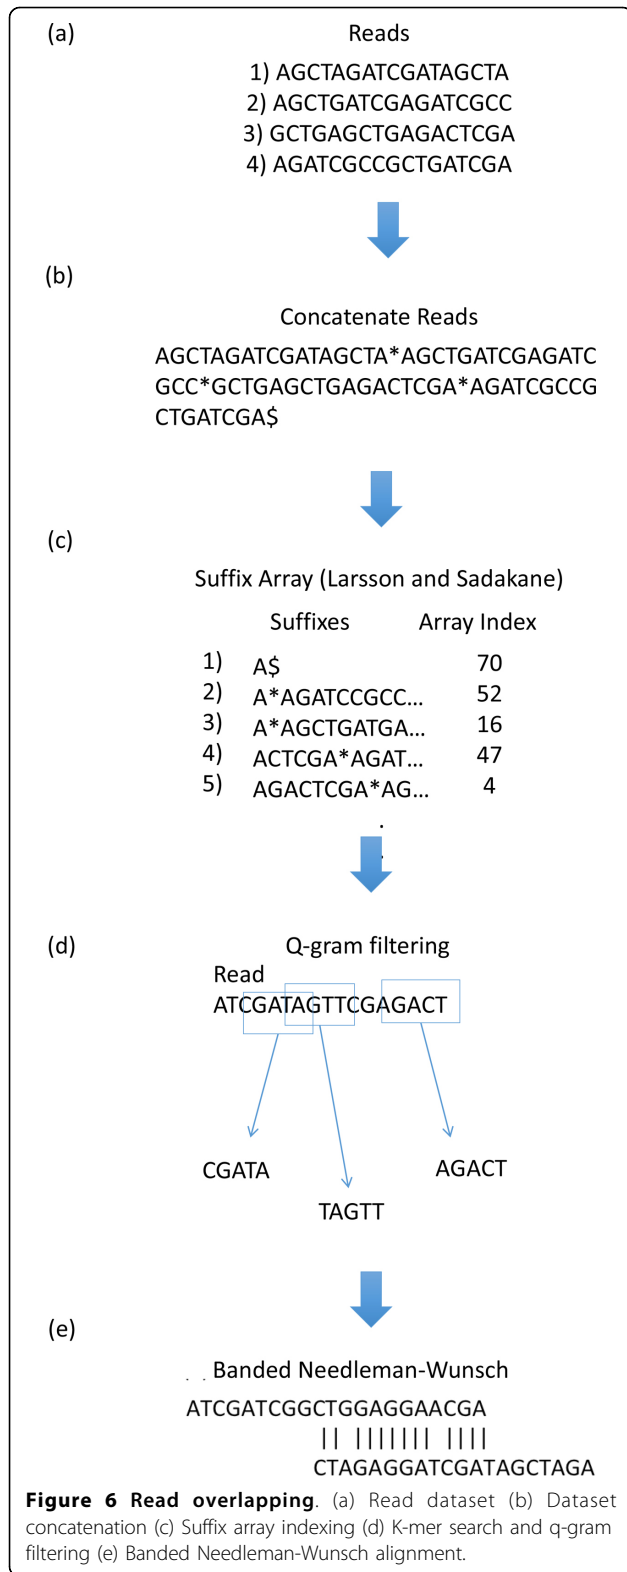 (a)
Reads
1) AGCTAGATCGATAGCTA
2) AGCTGATCGAGATCGCC
3) GCTGAGCTGAGACTCGA
4) AGATCGCCGCTGATCGA
(b)
Concatenate Reads
AGCTAGATCGATAGCTA*AGCTGATCGAGATC
GCC*GCTGAGCTGAGACTCGA*AGATCGCCG
CTGATCGA$
(c)
Suffix Array (Larsson and Sadakane)
Suffixes Array Index
1) A$ 70
2) A*AGATCCGCC... 52
3) A*AGCTGATGA... 16
4) ACTCGA*AGAT... 47
5) AGACTCGA*AG... 4
(d)
Q-gram filtering
Read
ATCGATAGTTCGAGACT
CGATA
AGACT
TAGTT
(e)
Banded Needleman-Wunsch
ATCGATCGGCTGGAGGAACGA
|| ||||||| ||||
CTAGAGGATCGATAGCTAGA
Figure 6 Read overlapping. (a) Read dataset (b) Dataset
concatenation (c) Suffix array indexing (d) K-mer search and q-gram
filtering (e) Banded Needleman-Wunsch alignment.